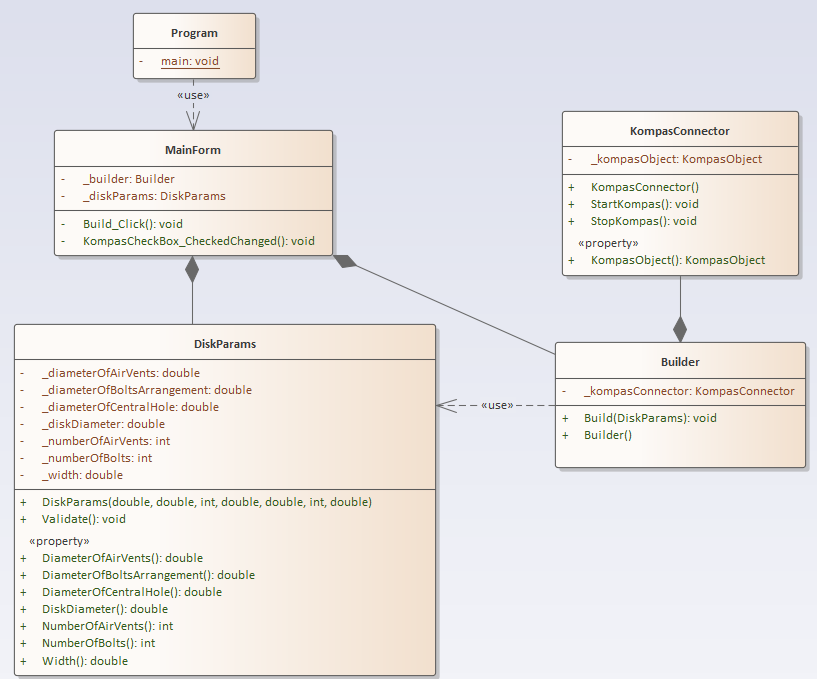 Program
- main: void
«use»
MainForm
- _builder: Builder
- _diskParams: DiskParams
- Build_Click(): void
- KompasCheckBox_CheckedChanged(): void
KompasConnector
- _kompasObject: KompasObject
+ KompasConnector()
+ StartKompas(): void
+ StopKompas(): void
«property»
+ KompasObject(): KompasObject
DiskParams
- _diameterOfAirVents: double
- _diameterOfBoltsArrangement: double
- _diameterOfCentralHole: double
- _diskDiameter: double
- _numberOfAirVents: int
- _numberOfBolts: int
- _width: double
+ DiskParams(double, double, int, double, double, int, double)
+ Validate(): void
«property»
+ DiameterOfAirVents(): double
+ DiameterOfBoltsArrangement(): double
+ DiameterOfCentralHole(): double
+ DiskDiameter(): double
+ NumberOfAirVents(): int
+ NumberOfBolts(): int
+ Width(): double
«use»
Builder
- _kompasConnector: KompasConnector
+ Build(DiskParams): void
+ Builder()